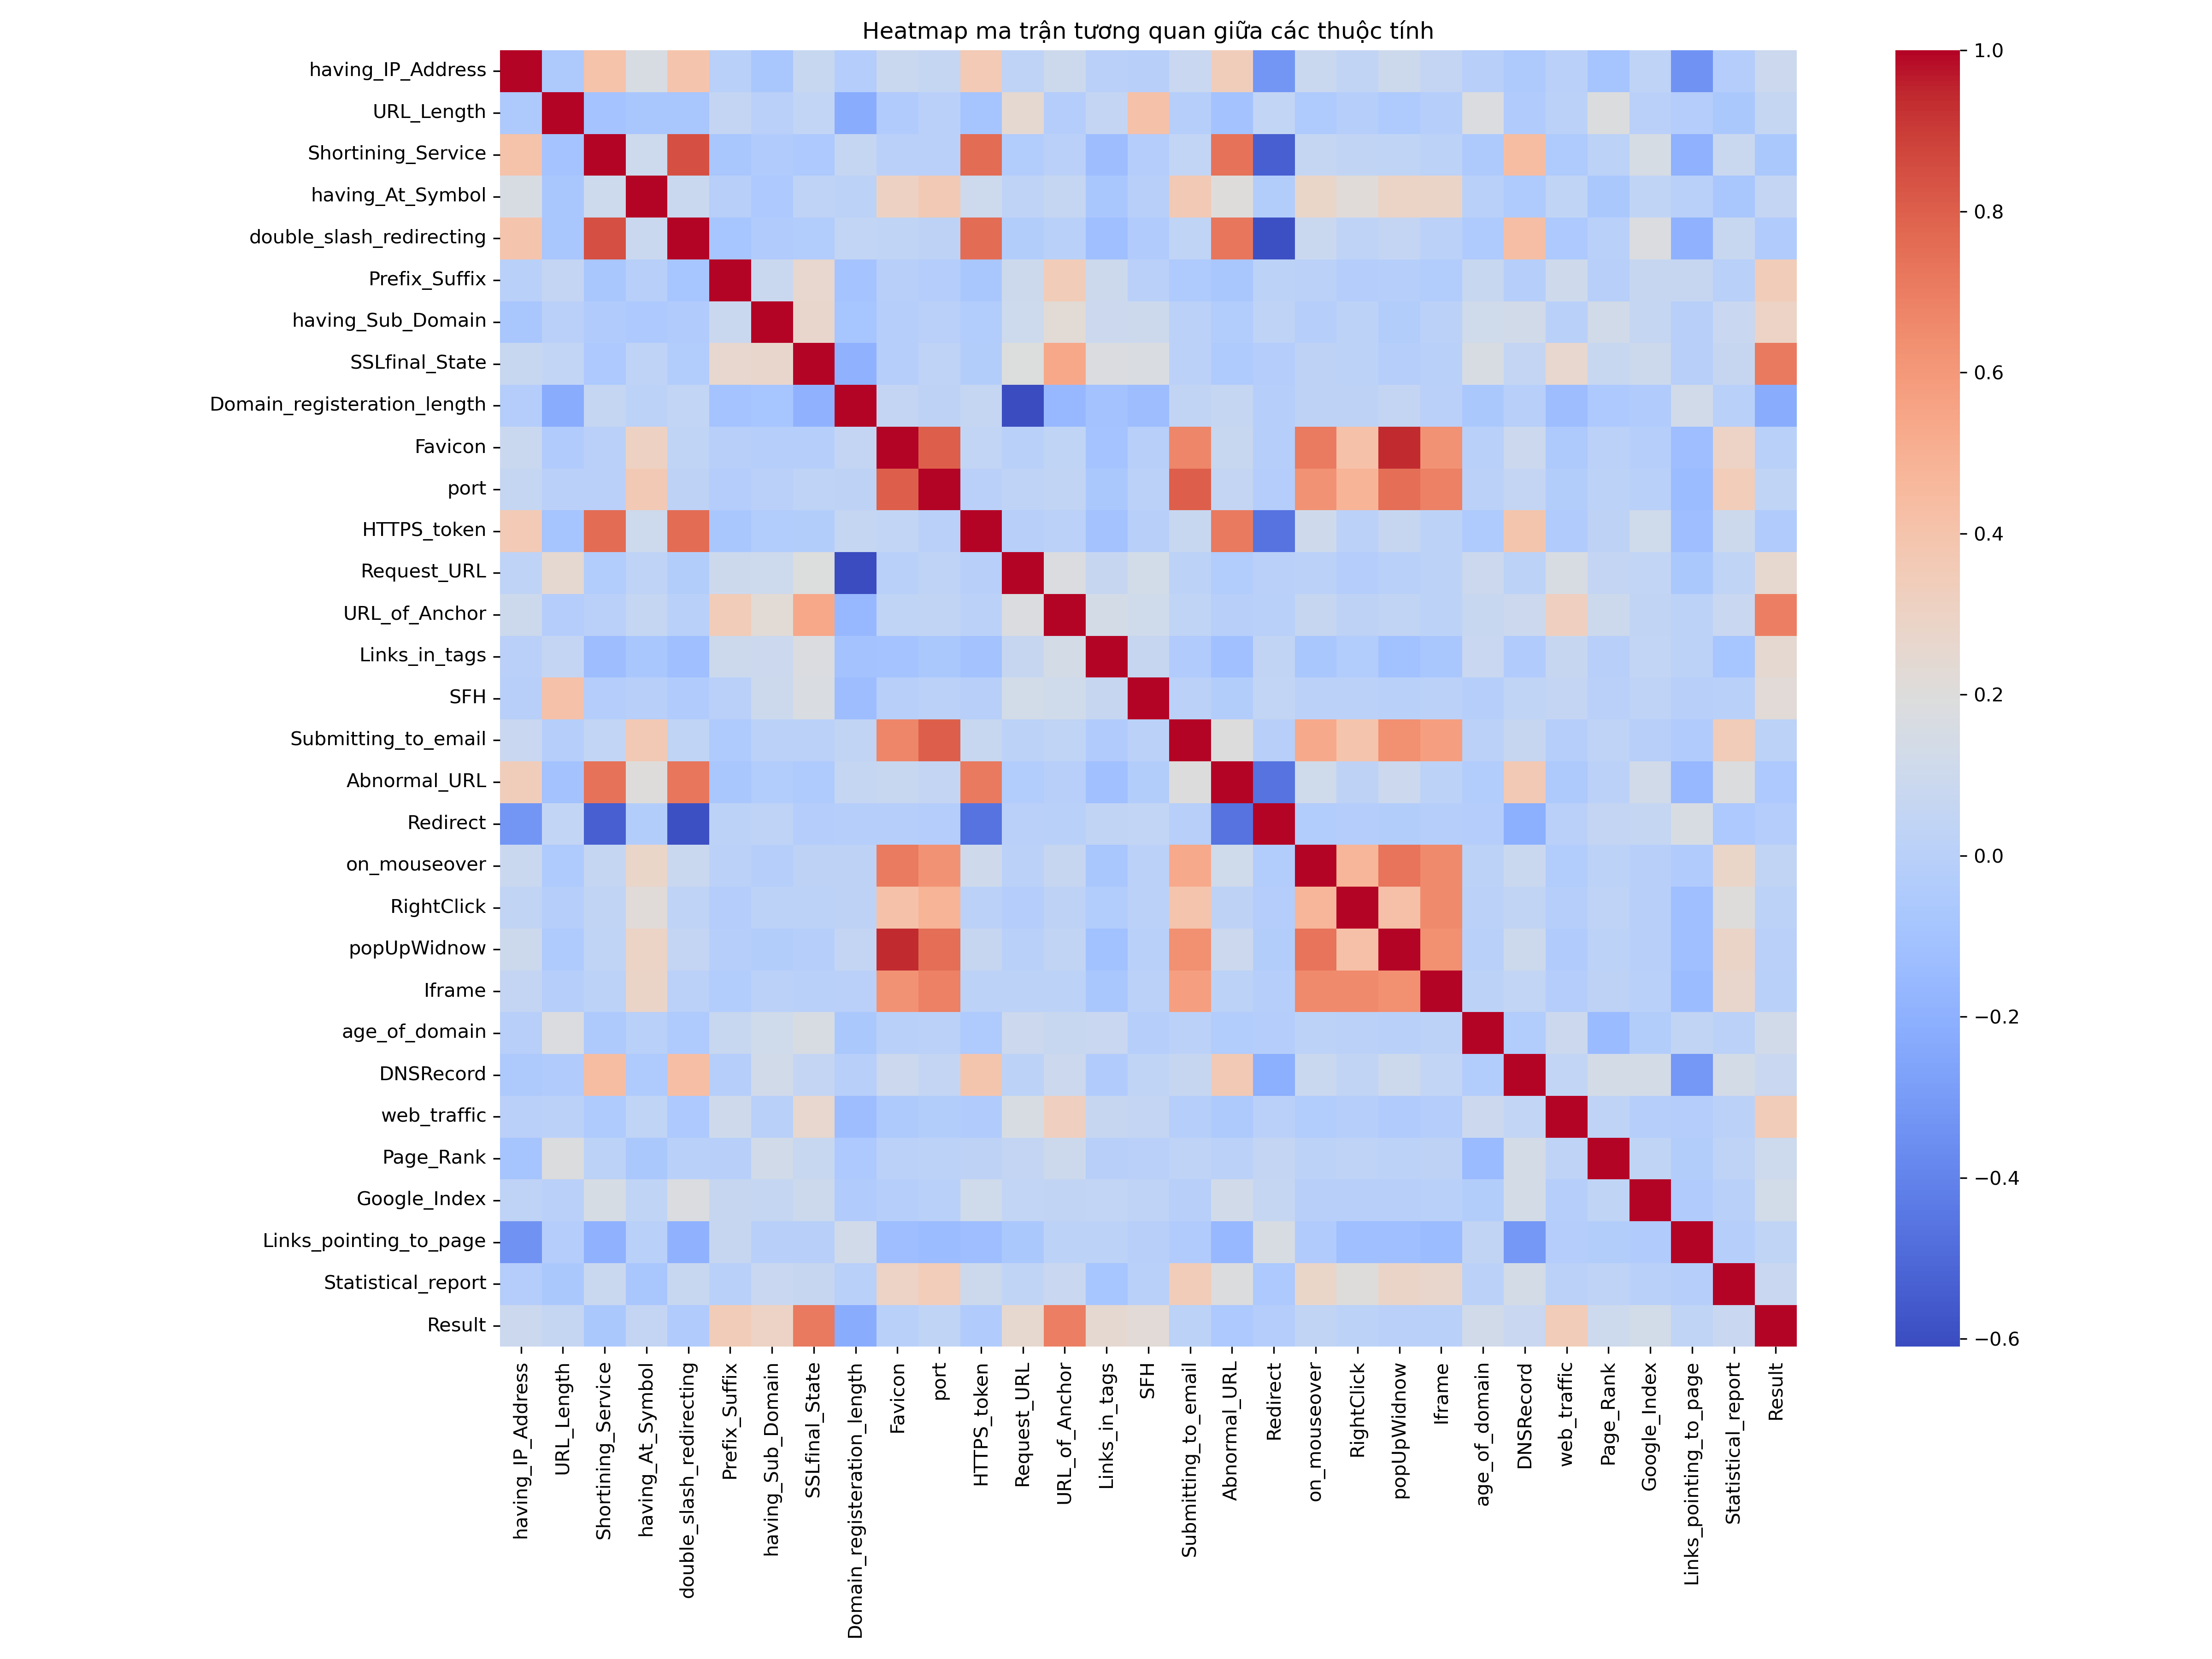 Heatmap ma trận tương quan giữa các thuộc tính
having_IP_Address
URL_Length
Shortining_Service
having_At_Symbol
double_slash_redirecting
Prefix_Suffix
having_Sub_Domain
SSLfinal_State
Domain_registeration_length
Favicon
port
HTTPS_token
Request_URL
URL_of_Anchor
Links_in_tags
SFH
Submitting_to_email
Abnormal_URL
Redirect
on_mouseover
RightClick
popUpWidnow
Iframe
age_of_domain
DNSRecord
web_traffic
Page_Rank
Google_Index
Links_pointing_to_page
Statistical_report
Result
having_IP_Address
URL_Length
Shortining_Service
having_At_Symbol
double_slash_redirecting
Prefix_Suffix
having_Sub_Domain
SSLfinal_State
Domain_registeration_length
Favicon
port
HTTPS_token
Request_URL
URL_of_Anchor
Links_in_tags
SFH
Submitting_to_email
Abnormal_URL
Redirect
on_mouseover
RightClick
popUpWidnow
Iframe
age_of_domain
DNSRecord
web_traffic
Page_Rank
Google_Index
Links_pointing_to_page
Statistical_report
Result
1.0
0.8
0.6
0.4
0.2
0.0
−0.2
−0.4
−0.6